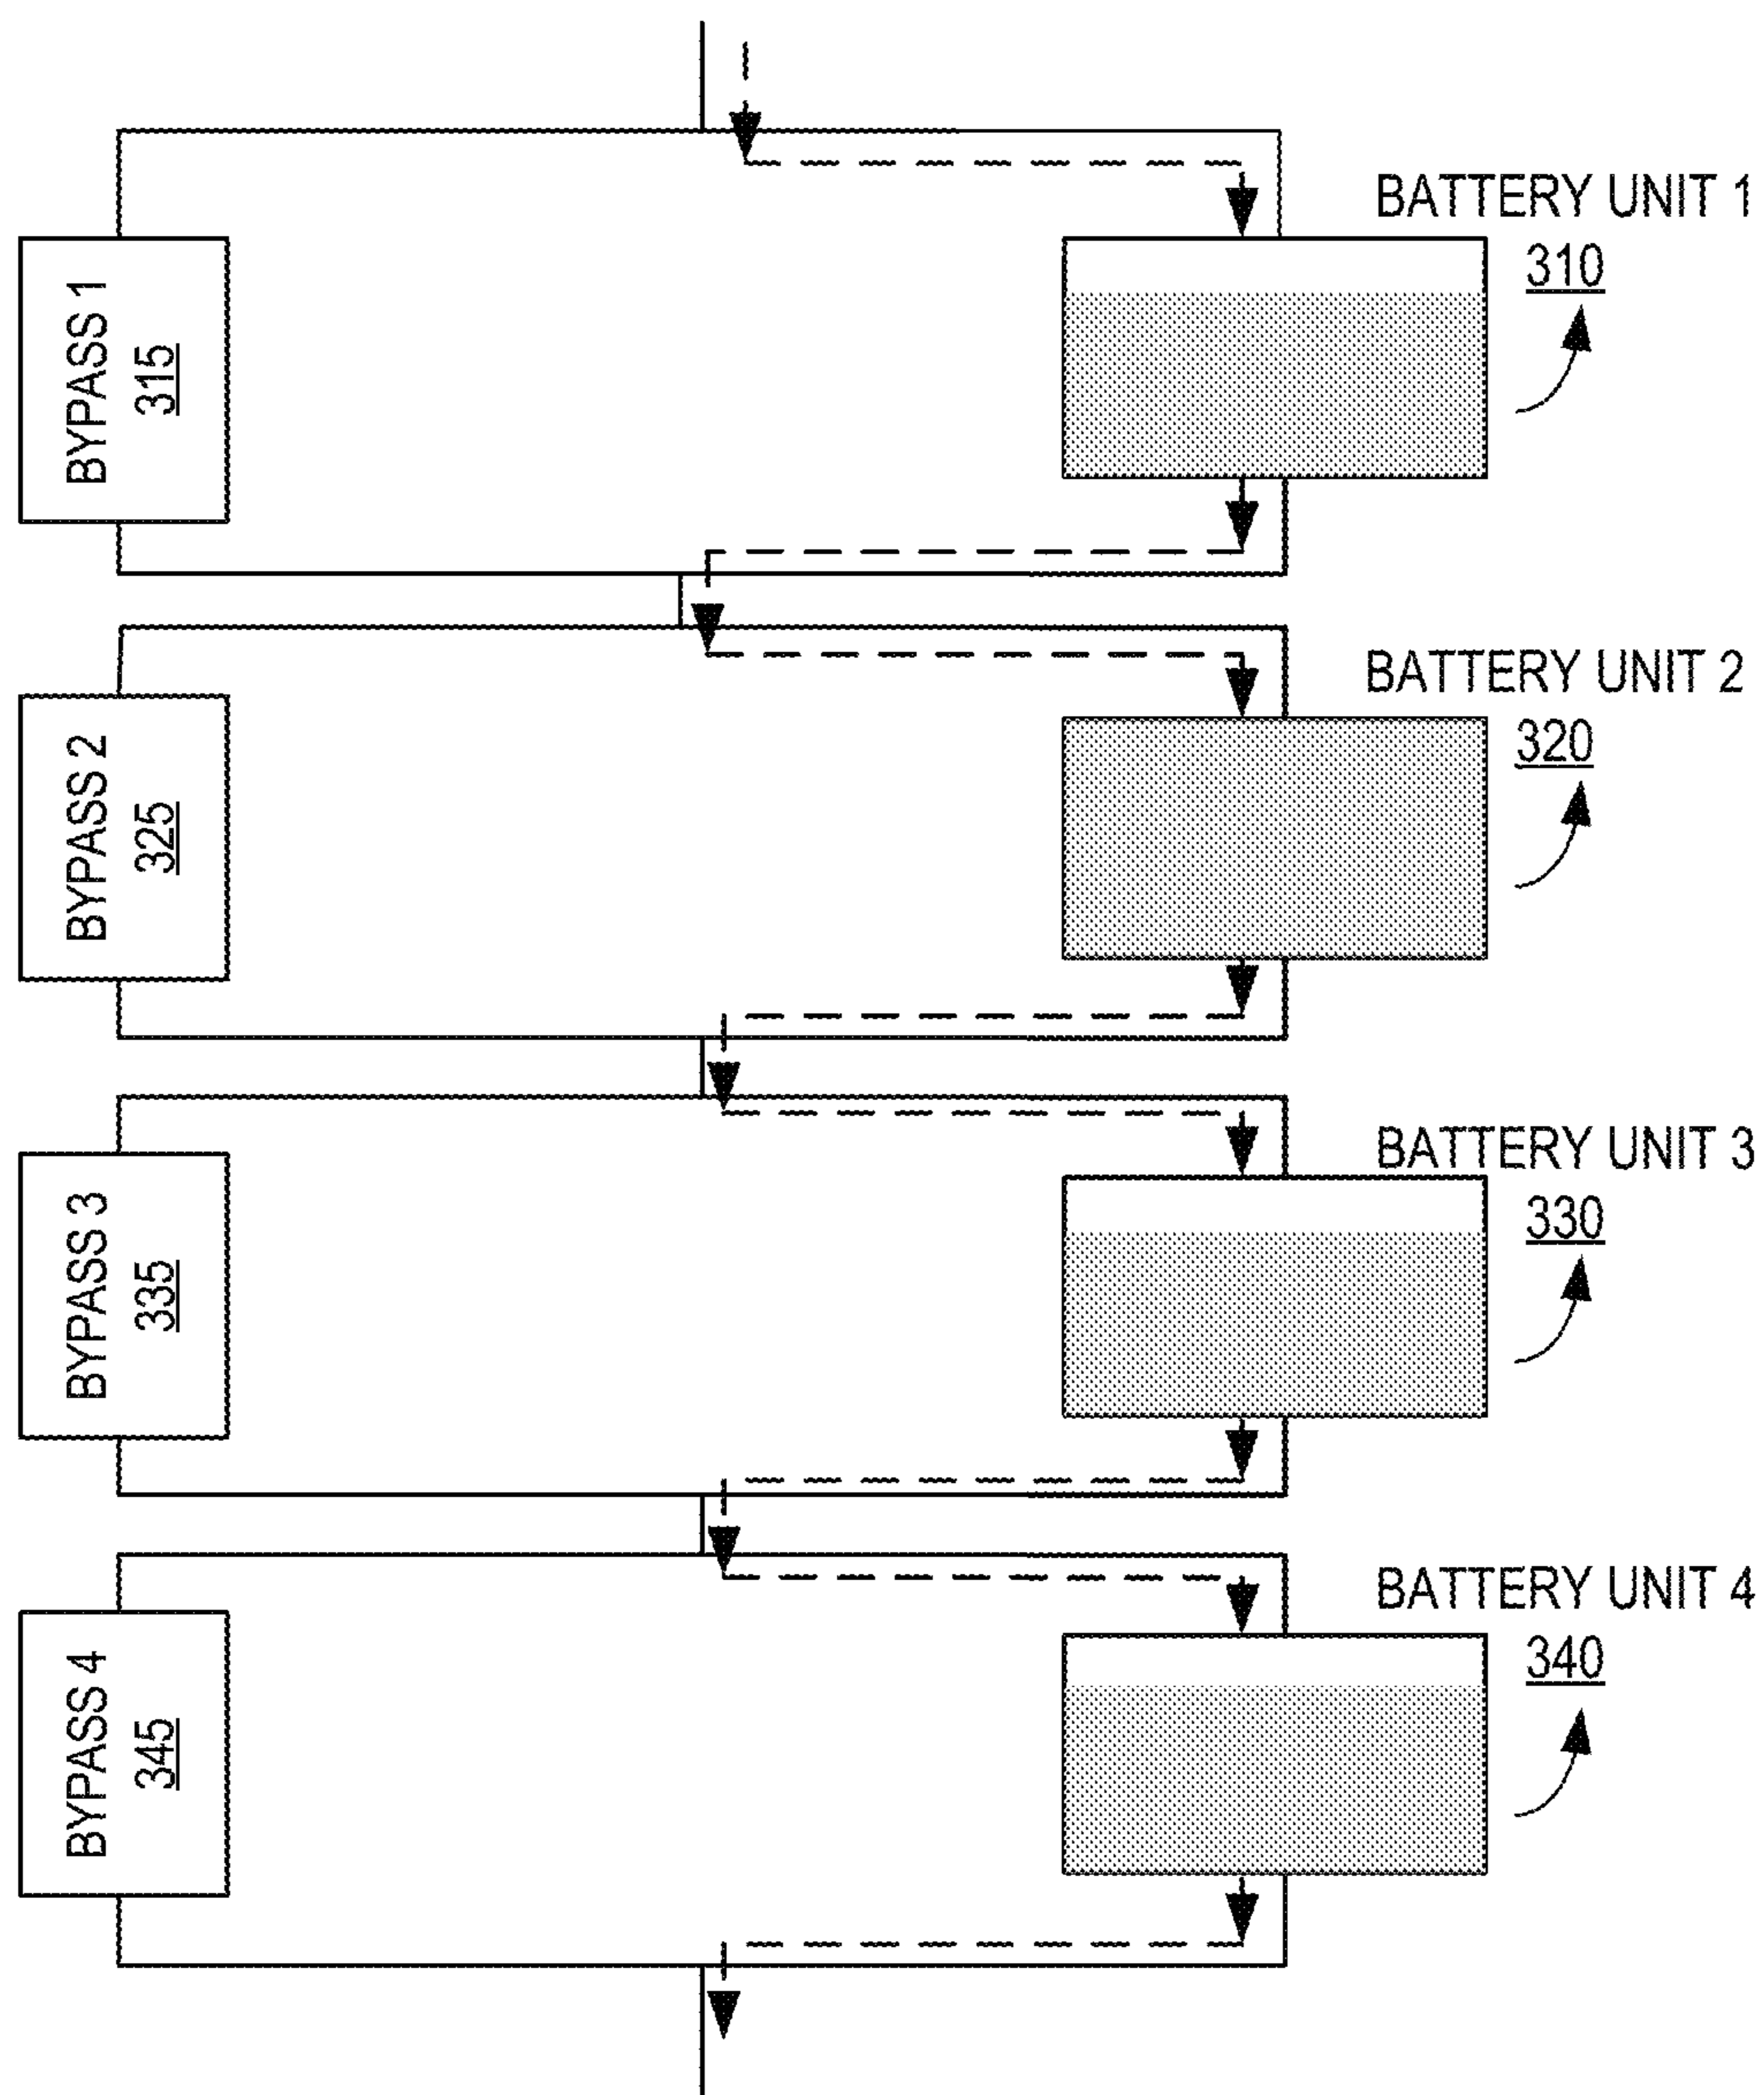 BATTERY UNIT 1
310
BYPASS 1
315
BATTERY UNIT 2
320
BYPASS 2
325
BATTERY UNIT 3
330
BYPASS 3
335
BATTERY UNIT 4
340
BYPASS 4
345